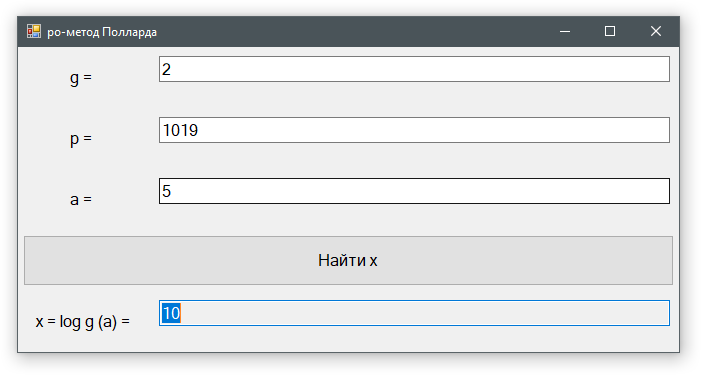 ро-метод Полларда
g = 2
p = 1019
a = 5
Найти x
x = log g (a) = 10